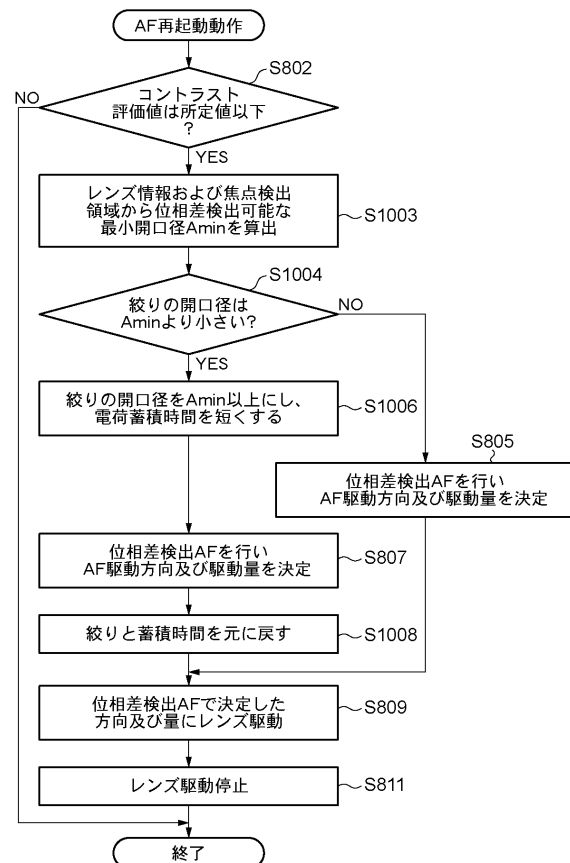 AF再起動動作
S802
コントラスト
評価値は所定値以下
?
NO
YES
レンズ情報および焦点検出
領域から位相差検出可能な
最小開口径Aminを算出
S1003
S1004
絞りの開口径は
Aminより小さい?
NO
YES
絞りの開口径をAmin以上にし、
電荷蓄積時間を短くする
S1006
S805
位相差検出AFを行い
AF駆動方向及び駆動量を決定
位相差検出AFを行い
AF駆動方向及び駆動量を決定
S807
絞りと蓄積時間を元に戻す
S1008
位相差検出AFで決定した
方向及び量にレンズ駆動
S809
レンズ駆動停止
S811
終了